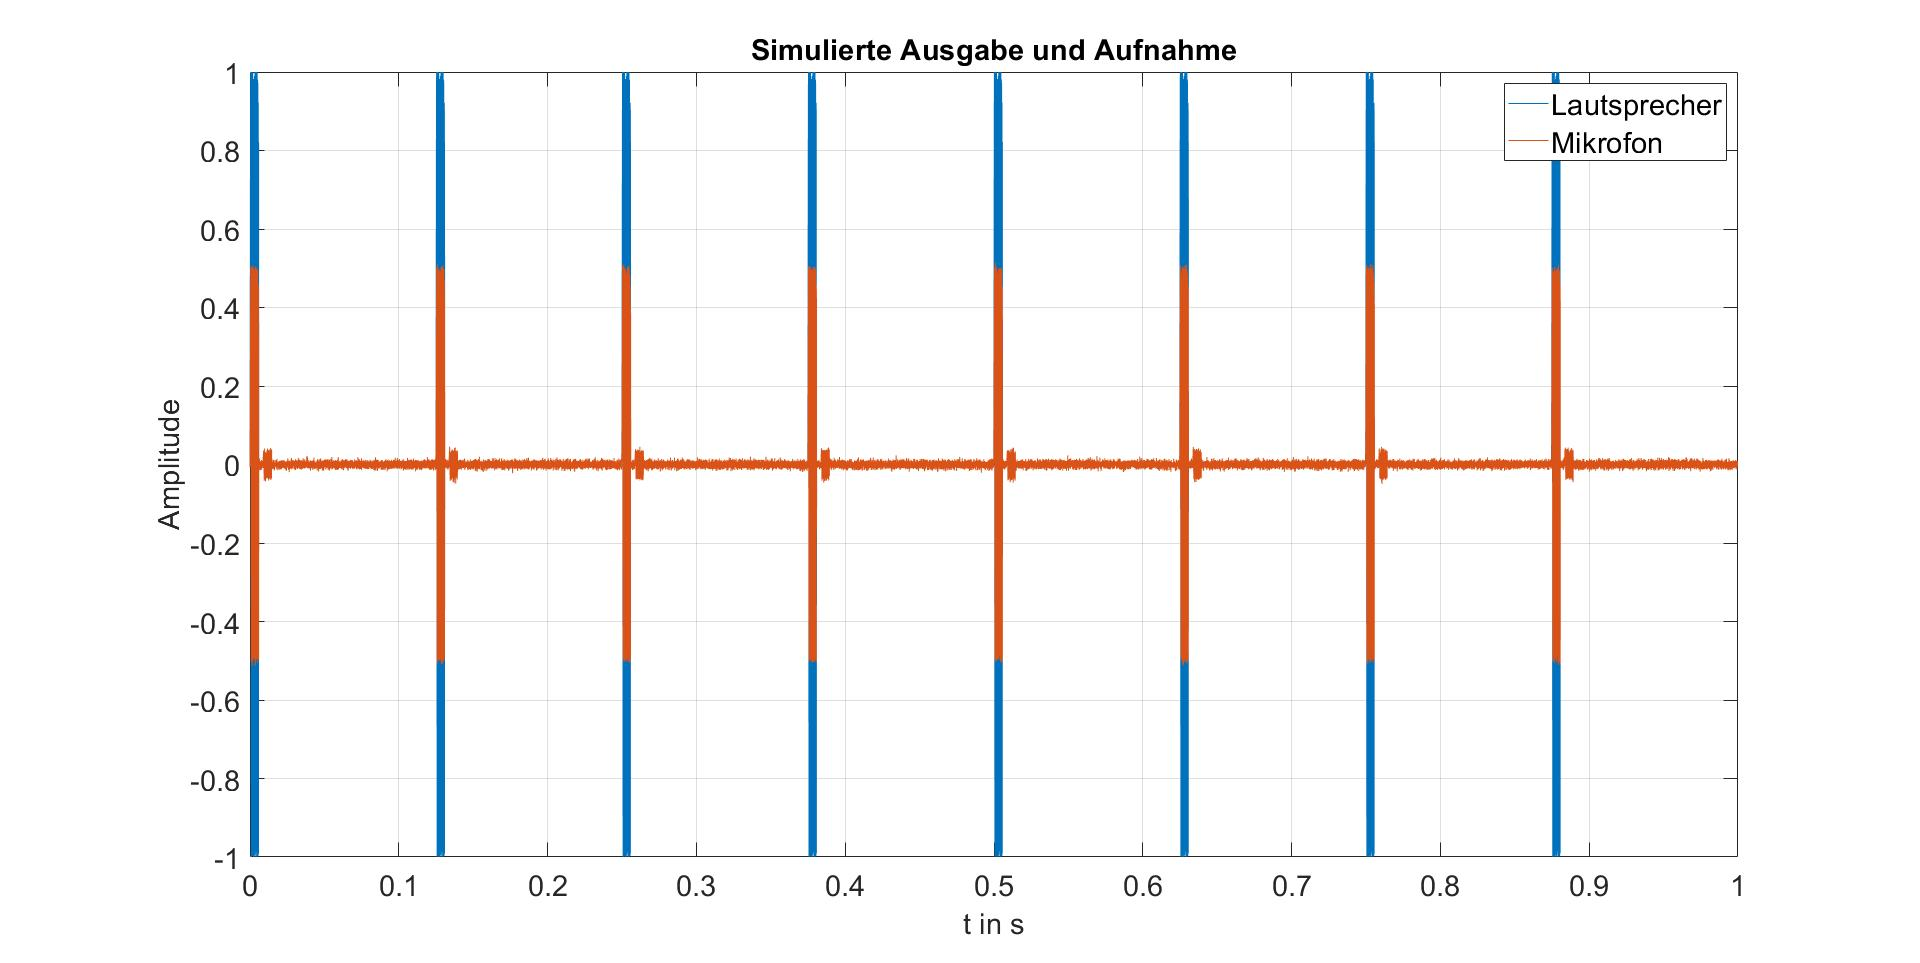 Simulierte Ausgabe und Aufnahme
Lautsprecher
Mikrofon
1
0.8
0.6
0.4
0.2
0
-0.2
-0.4
-0.6
-0.8
-1
Amplitude
0 0.1 0.2 0.3 0.4 0.5 0.6 0.7 0.8 0.9 1
t in s